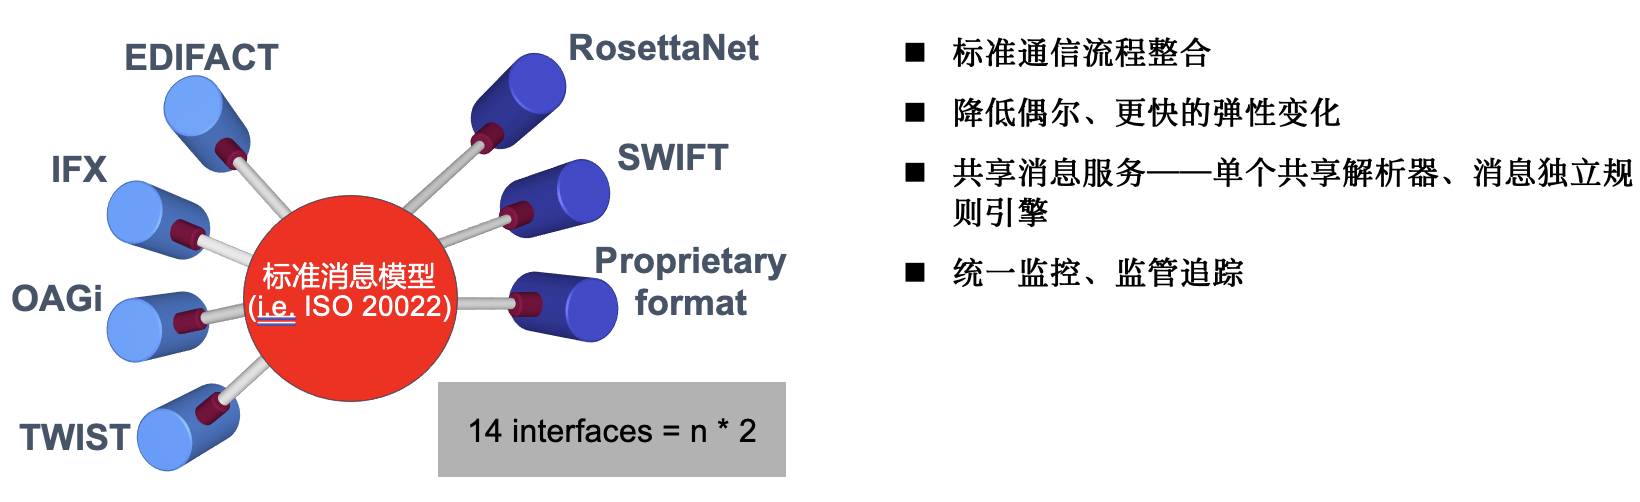 EDIFACT
RosettaNet
IFX
SWIFT
OAGi
Proprietary
format
TWIST
标准消息模型
(i.e. ISO 20022)
14 interfaces = n * 2
■ 标准通信流程整合
■ 降低偶尔、更快的弹性变化
■ 共享消息服务——单个共享解析器、消息独立规
则引擎
■ 统一监控、监管追踪